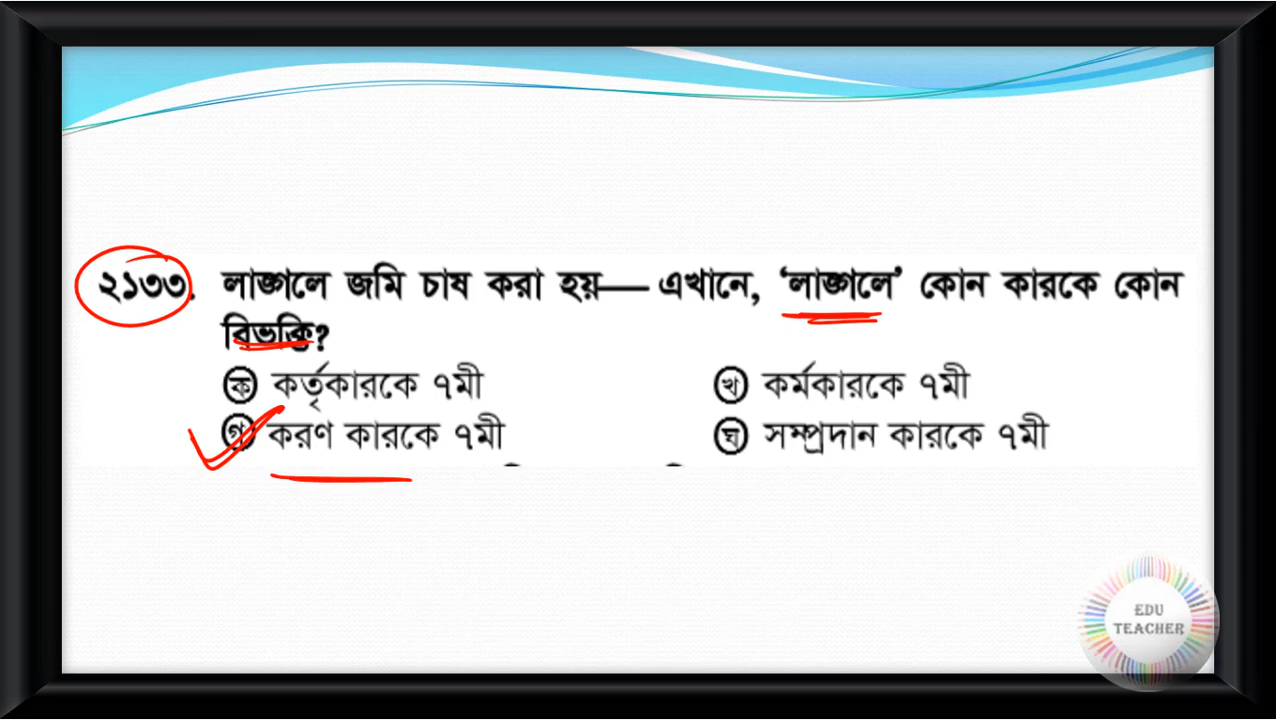 ২১৩৩. লাঙ্গালে জমি চাষ করা হয়— এখানে, ‘লাঙ্গালে’ কোন কারকে কোন
বিভক্তি?
ক কর্তৃকারকে ৭মী খ কর্মকারকে ৭মী
গ করণ কারকে ৭মী ঘ সম্প্রদান কারকে ৭মী
EDU
TEACHER